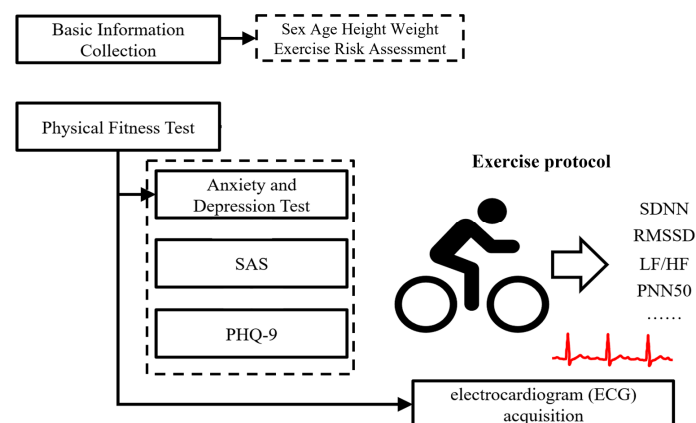 Basic Information
Collection
Sex Age Height Weight
Exercise Risk Assessment
Physical Fitness Test
Anxiety and
Depression Test
SAS
PHQ-9
Exercise protocol
SDNN
RMSSD
LF/HF
PNN50
……
electrocardiogram (ECG)
acquisition